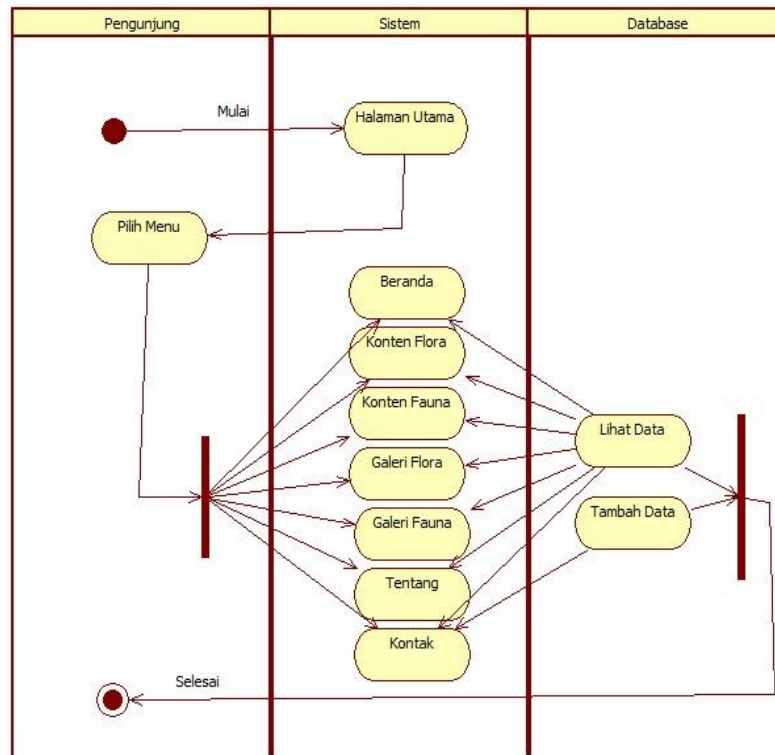 Pengunjung
Sistem
Database
Mulai
Halaman Utama
Pilih Menu
Beranda
Konten Flora
Konten Fauna
Lihat Data
Galeri Flora
Tambah Data
Galeri Fauna
Tentang
Kontak
Selesai